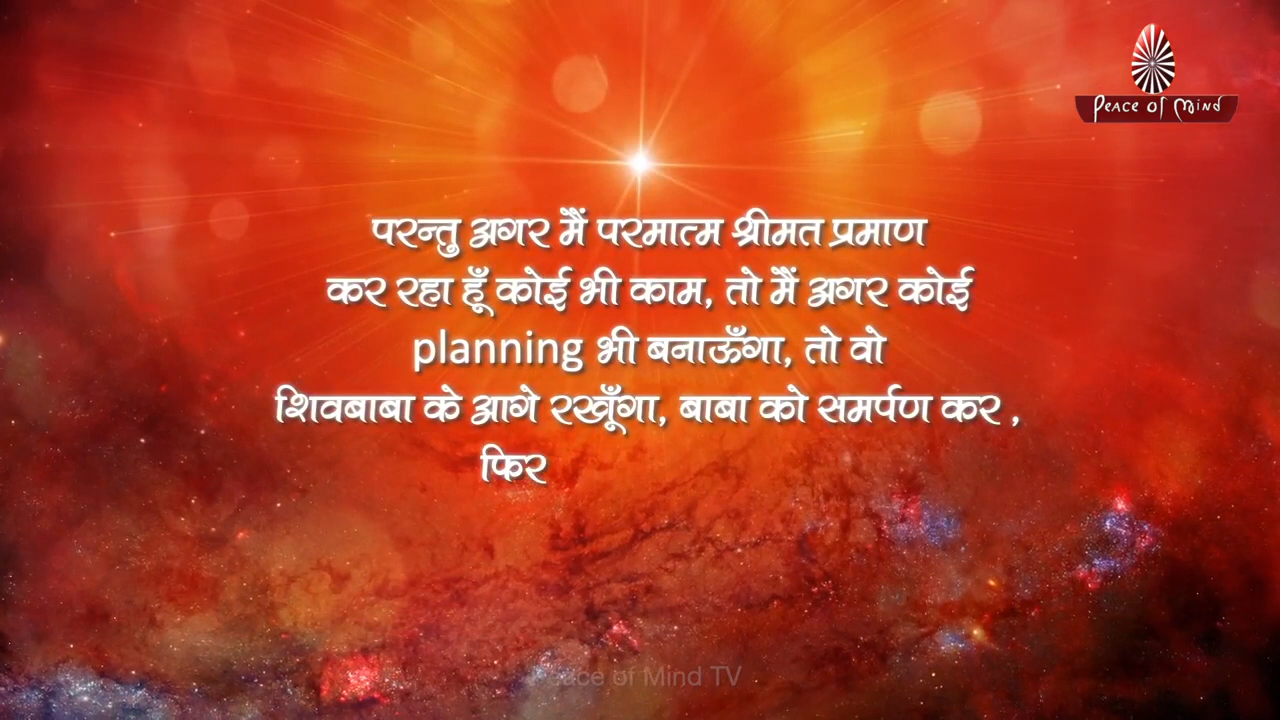 Peace of Mind
परन्तु अगर मैं परमात्म श्रीमत प्रमाण
कर रहा हूँ कोई भी काम, तो मैं अगर कोई
planning भी बनाऊँगा, तो वो
शिवबाबा के आगे रखूँगा, बाबा को समर्पण कर ,
फिर
Peace of Mind TV